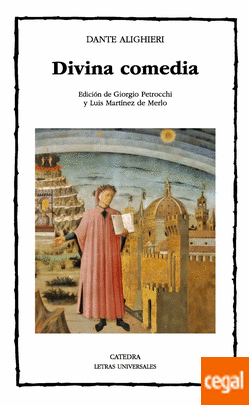 DANTE ALIGHIERI
Divina comedia
Edición de Giorgio Petrocchi
y Luis Martínez de Merlo
CATEDRA
LETRAS UNIVERSALES
cegal